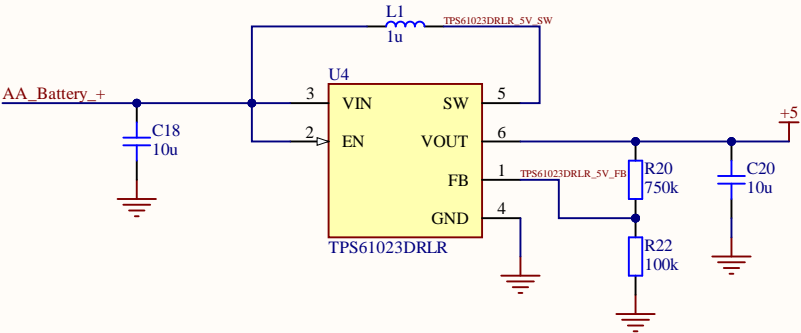 L1
1u
TPS61023DRLR_5V_SW
U4
AA_Battery_+
3
VIN
SW
5
+5
C18
10u
2
EN
VOUT
6
FB
1
TPS61023DRLR_5V_FB
R20
750k
C20
10u
GND
4
TPS61023DRLR
R22
100k